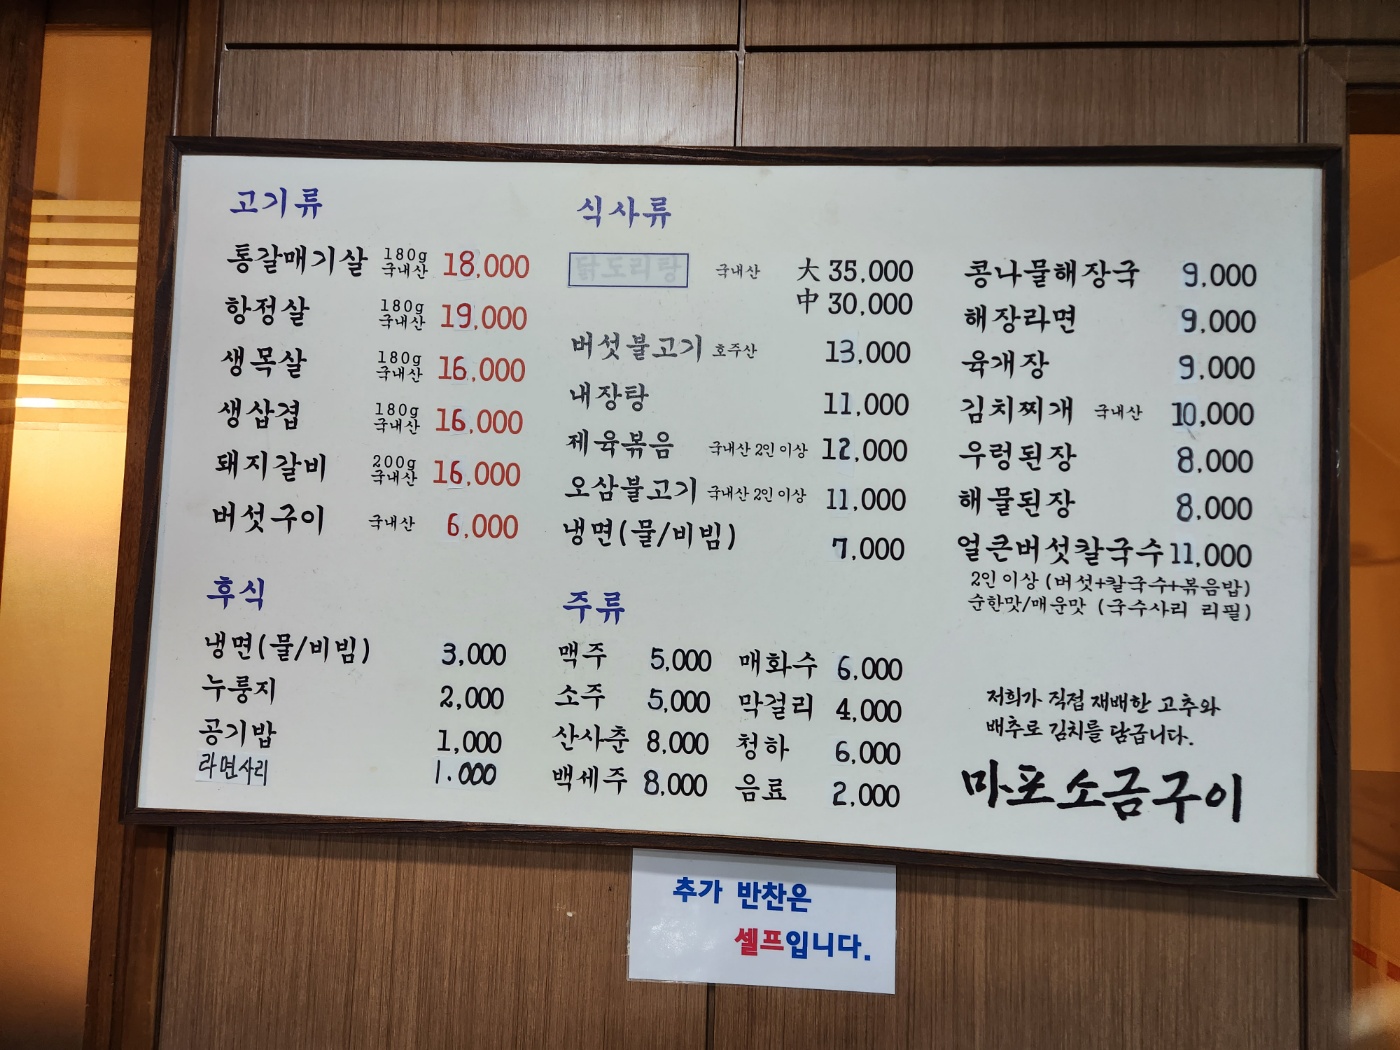 고기류
통갈매기살 180g 국내산 18,000
항정살 180g 국내산 19,000
생목살 180g 국내산 16,000
생삼겹 180g 국내산 16,000
돼지갈비 200g 국내산 16,000
버섯구이 국내산 6,000
후식
냉면(물/비빔) 3,000
누룽지 2,000
공기밥 1,000
라면사리 1.000
식사류
닭도리탕 국내산 大 35,000
中 30,000
버섯불고기 호주산 13,000
내장탕 11,000
제육볶음 국내산 2인 이상 12,000
오삼불고기 국내산 2인 이상 11,000
냉면(물/비빔) 7,000
콩나물해장국 9,000
해장라면 9,000
육개장 9,000
김치찌개 국내산 10,000
우렁된장 8,000
해물된장 8,000
얼큰버섯칼국수 11,000
2인 이상 (버섯+칼국수+볶음밥)
순한맛/매운맛 (국수사리 리필)
주류
맥주 5,000 매화수 6,000
소주 5,000 막걸리 4,000
산사춘 8,000 청하 6,000
백세주 8,000 음료 2,000
저희가 직접 재배한 고추와
배추로 김치를 담급니다.
마포소금구이
추가 반찬은
셀프입니다.